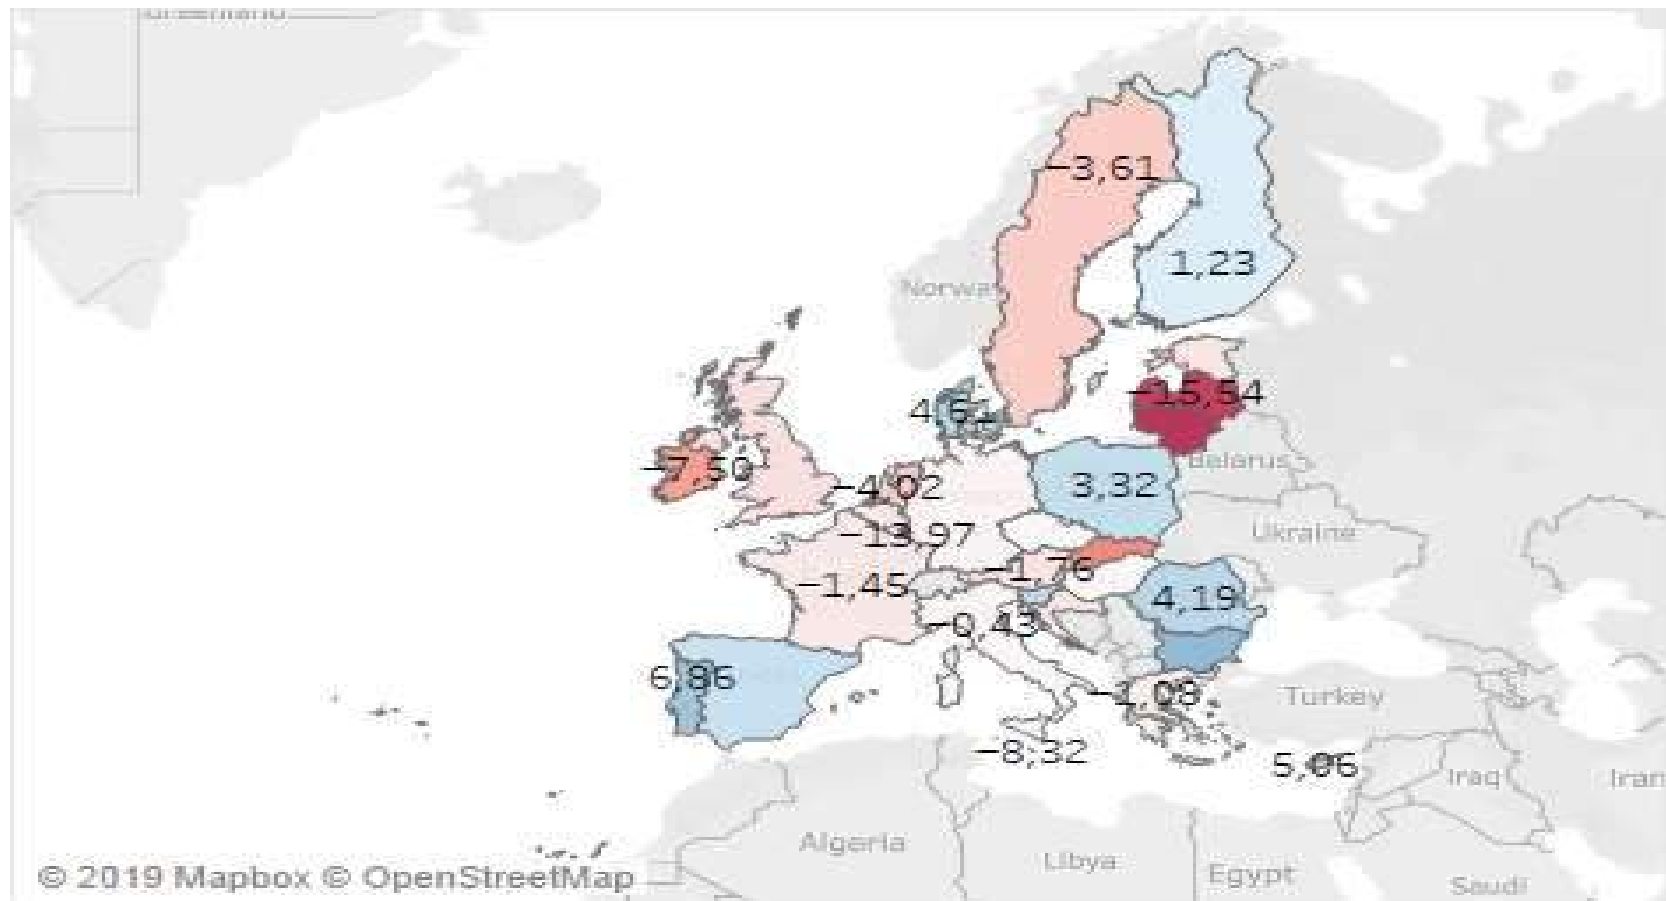 −3,61
1,23
Norway
−15,54
4,61
Belarus
−7,50
−4,02
3,32
−13,97
Ukraine
−1,76
−1,45
4,19
−0,43
6,86
−1,09
Turkey
−8,32
5,06
Iraq
Iran
Algeria
Libya
Egypt
Saudi
© 2019 Mapbox © OpenStreetMap